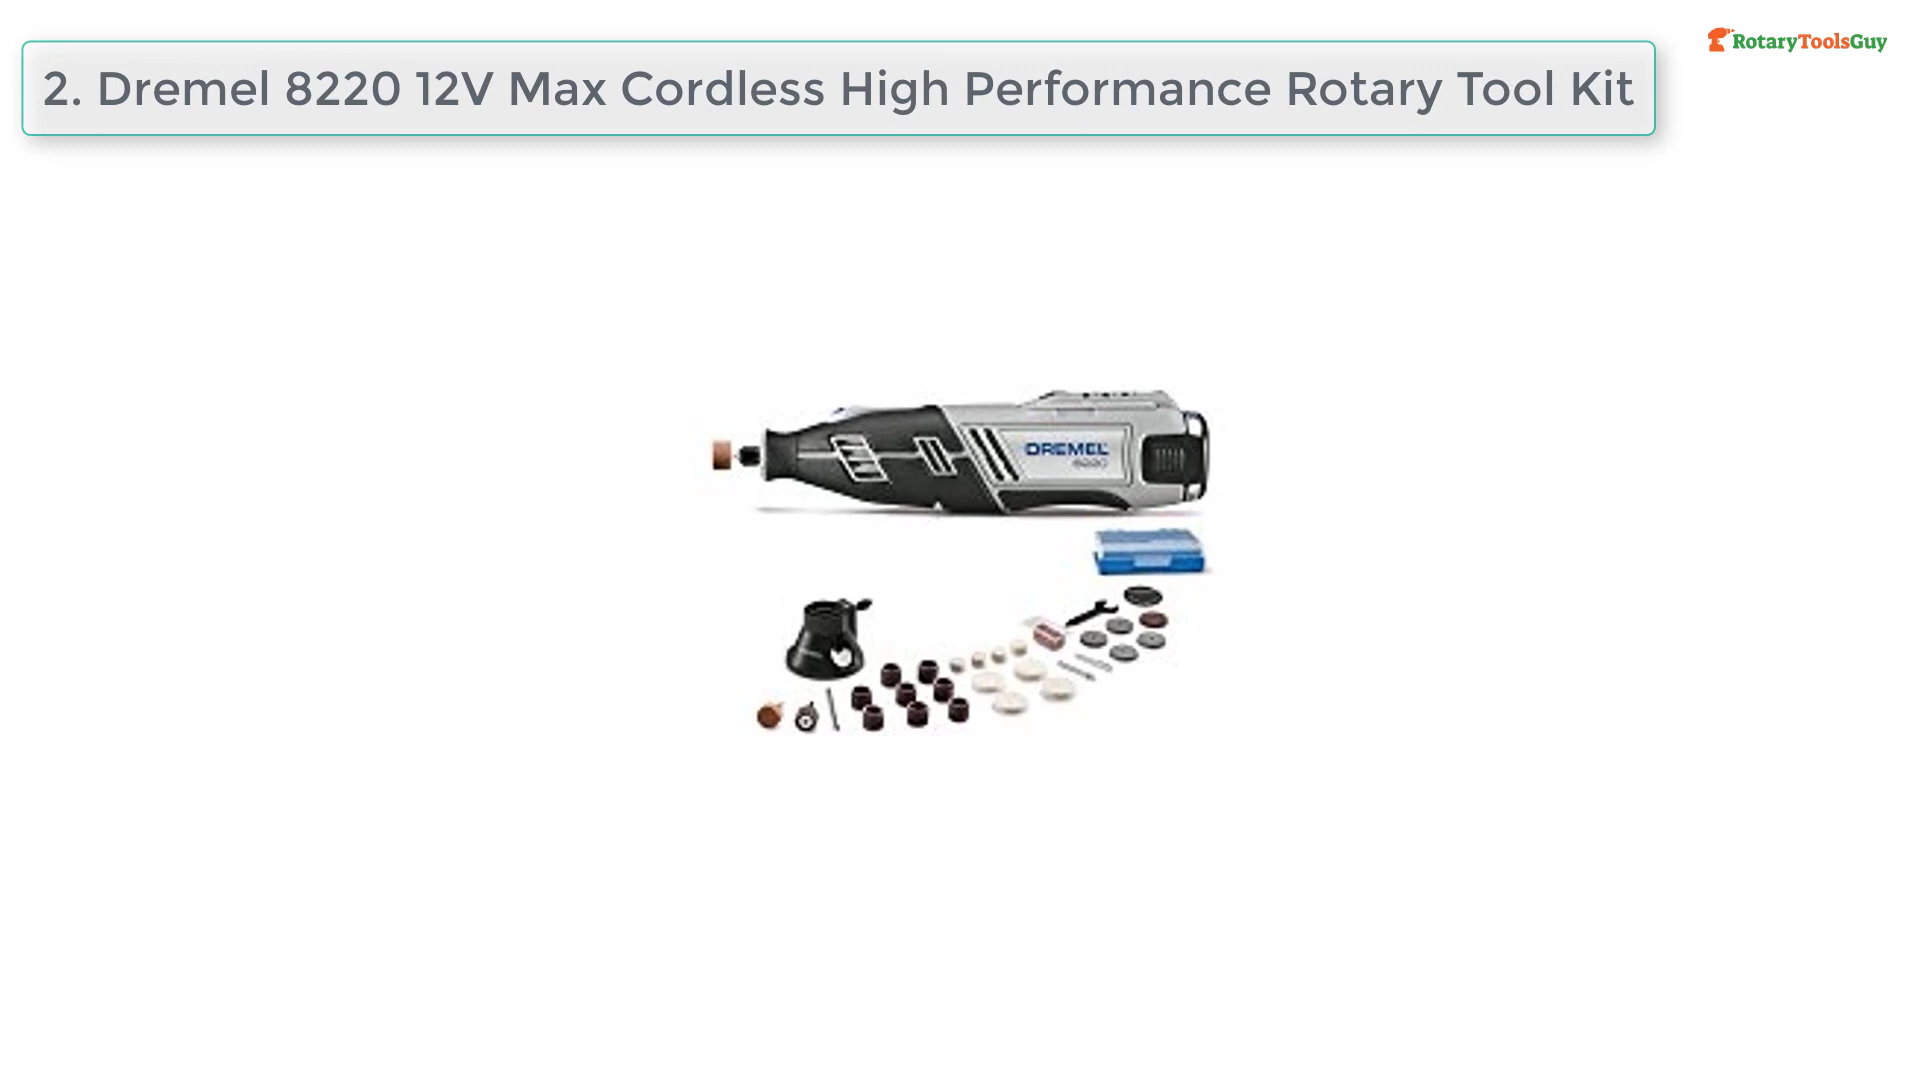 2. Dremel 8220 12V Max Cordless High Performance Rotary Tool Kit
RotaryToolsGuy
DREMEL
8220